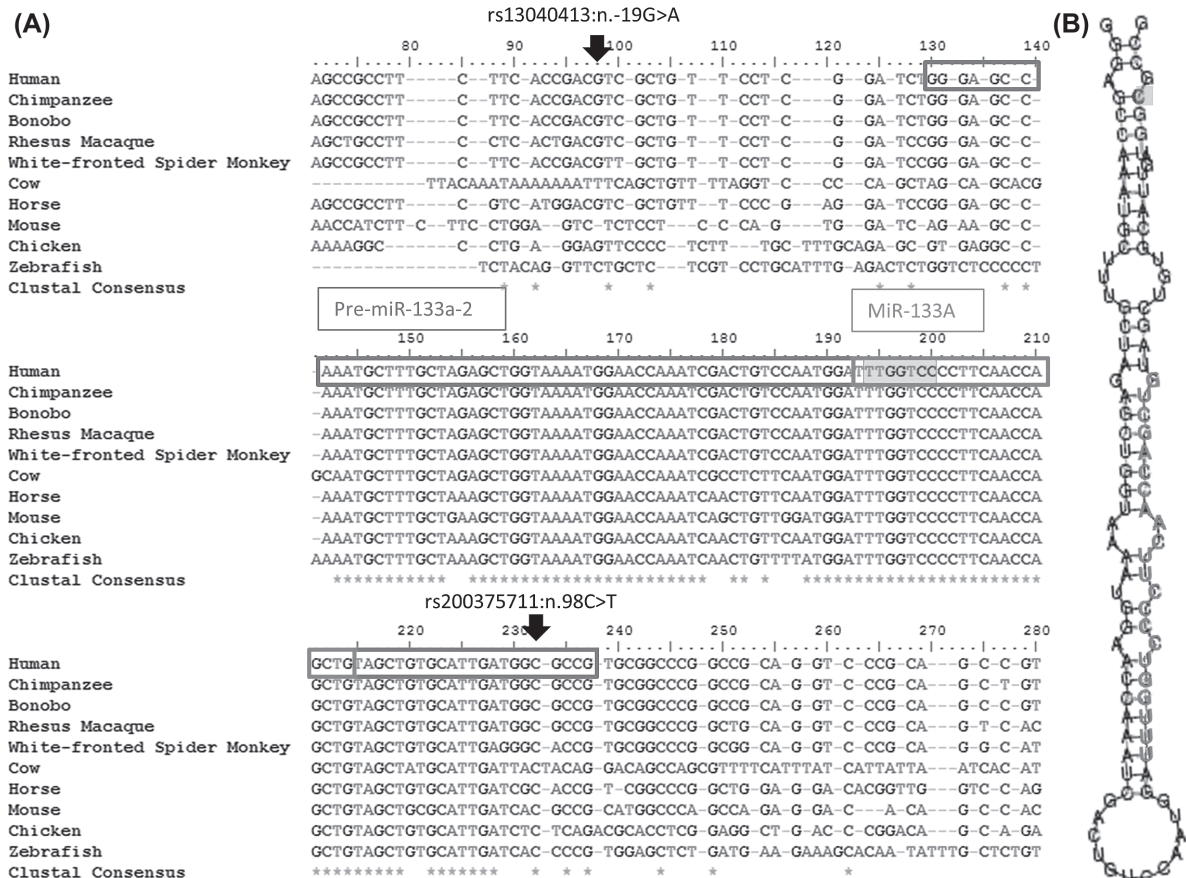 (A)
rs13040413:n.-19G>A
(B)
80 90 100 110 120 130 140
Human AGCCGCCTT-----C--TTC-ACCGACGTC-GCTG-T--T-CCT-C----G--GA-TCTGG-GA-GC-C-
Chimpanzee AGCCGCCTT-----C--TTC-ACCGACGTC-GCTG-T--T-CCT-C----G--GA-TCTGG-GA-GC-C-
Bonobo AGCCGCCTT-----C--TTC-ACCGACGTC-GCTG-T--T-CCT-C----G--GA-TCTGG-GA-GC-C-
Rhesus Macaque AGCTGCCTT-----C--CTC-ACTGACGTC-GCTG-T--T-CCT-C----G--GA-TCCGG-GA-GC-C-
White-fronted Spider Monkey AGCCGCCTT-----C--TTC-ACCGACGTT-GCTG-T--T-CCT-C----G--GA-TCCGG-GA-GC-C-
Cow -----------TTACAAATAAAAAAATTTCAGCTGTT-TTAGGT-C---CC--CA-GCTAG-CA-GCACG
Horse AGCCGCCTT-----C--GTC-ATGGACGTC-GCTGTT--T-CCC-G---AG--GA-TCCGG-GA-GC-C-
Mouse AACCATCTT-C--TTC-CTGGA--GTC-TCTCCT---C-C-CA-G----TG--GA-TC-AG-AA-GC-C-
Chicken AAAAGGC-------C-CTG-A--GGAGTTCCCC-TCTT---TGC-TTTGCAGA-GC-GT-GAGGC-C-
Zebrafish ----------------TCTACAG-GTTCTGCTC---TCGT-CCTGCATTTG-AGACTCTGGTCTCCCCCT
Clustal Consensus * * * * * * * *
Pre-miR-133a-2
MiR-133A
150 160 170 180 190 200 210
Human AAATGCTTTGCTAGAGCTGGTAAAATGGAACCAAATCGACTGTCCAATGGATTTGGTCCCCTTCAACCA
Chimpanzee -AAATGCTTTGCTAGAGCTGGTAAAATGGAACCAAATCGACTGTCCAATGGATTTGGTCCCCTTCAACCA
Bonobo -AAATGCTTTGCTAGAGCTGGTAAAATGGAACCAAATCGACTGTCCAATGGATTTGGTCCCCTTCAACCA
Rhesus Macaque -AAATGCTTTGCTAGAGCTGGTAAAATGGAACCAAATCGACTGTCCAATGGATTTGGTCCCCTTCAACCA
White-fronted Spider Monkey -AAATGCTTTGCTAGAGCTGGTAAAATGGAACCAAATCGACTGTCCAATGGATTTGGTCCCCTTCAACCA
Cow GCAATGCTTTGCTAGAGCTGGTAAAATGGAACCAAATCGCCTCTTCAATGGATTTGGTCCCCTTCAACCA
Horse -AAATGCTTTGCTAAAGCTGGTAAAATGGAACCAAATCAACTGTTCAATGGATTTGGTCCCCTTCAACCA
Mouse -AAATGCTTTGCTGAAGCTGGTAAAATGGAACCAAATCAGCTGTTGGATGGATTTGGTCCCCTTCAACCA
Chicken -AAATGCTTTGCTAAAGCTGGTAAAATGGAACCAAATCAACTGTTCAATGGATTTGGTCCCCTTCAACCA
Zebrafish AAAATGCTTTGCTAAAGCTGGTAAAATGGAACCAAATCAACTGTTTTATGGATTTGGTCCCCTTCAACCA
Clustal Consensus *********** *********************** ** * ***********************
rs200375711:n.98C>T
220 230 240 250 260 270 280
Human GCTGTAGCTGTGCATTGATGGC-GCCG-TGCGGCCCG-GCCG-CA-G-GT-C-CCG-CA---G-C-C-GT
Chimpanzee GCTGTAGCTGTGCATTGATGGC-GCCG-TGCGGCCCG-GCCG-CA-G-GT-C-CCG-CA---G-C-T-GT
Bonobo GCTGTAGCTGTGCATTGATGGC-GCCG-TGCGGCCCG-GCCG-CA-G-GT-C-CCG-CA---G-C-C-GT
Rhesus Macaque GCTGTAGCTGTGCATTGATGGC-GCCG-TGCGGCCCG-GCTG-CA-G-GT-C-CCG-CA---G-T-C-AC
White-fronted Spider Monkey GCTGTAGCTGTGCATTGAGGGC-ACCG-TGCGGCCCG-GCGG-CA-G-GT-C-CCG-CA---G-G-C-AT
Cow GCTGTAGCTATGCATTGATTACTACAG-GACAGCCAGCGTTTTCATTTAT-CATTATTA---ATCAC-AT
Horse GCTGTAGCTGTGCATTGATCGC-ACCG-T-CGGCCCG-GCTG-GA-G-GA-CACGGTTG---GTC-C-AG
Mouse GCTGTAGCTGCGCATTGATCAC-GCCG-CATGGCCCA-GCCA-GA-G-GAC---A-CA---G-C-C-AC
Chicken GCTGTAGCTGTGCATTGATCTC-TCAGACGCACCTCG-GAGG-CT-G-AC-C-CGGACA---G-C-A-GA
Zebrafish GCTGTAGCTGTGCATTGATCAC-CCCG-TGGAGCTCT-GATG-AA-GAAAGCACAA-TATTTG-CTCTGT
Clustal Consensus ********* ******* * * * * * *